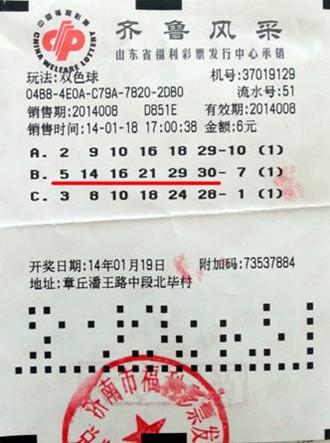 中国福利彩票
CHINA WELFARE LOTTERY
齐鲁风采
山东省福利彩票发行中心承销
玩法:双色球 机号:37019129
04B8-4E0A-C79A-7820-2DB0 流水号:51
销售期:2014008 D851E 有效期:2014008
销售时间:14-01-18 17:00:38 金额:6元
A. 2 9 10 16 18 29-10 (1)
B. 5 14 16 21 29 30- 7 (1)
C. 3 8 10 18 24 28- 1 (1)
开奖日期:14年01月19日 附加码:73537884
地址:章丘潘王路中段北毕村
济南市福
票发